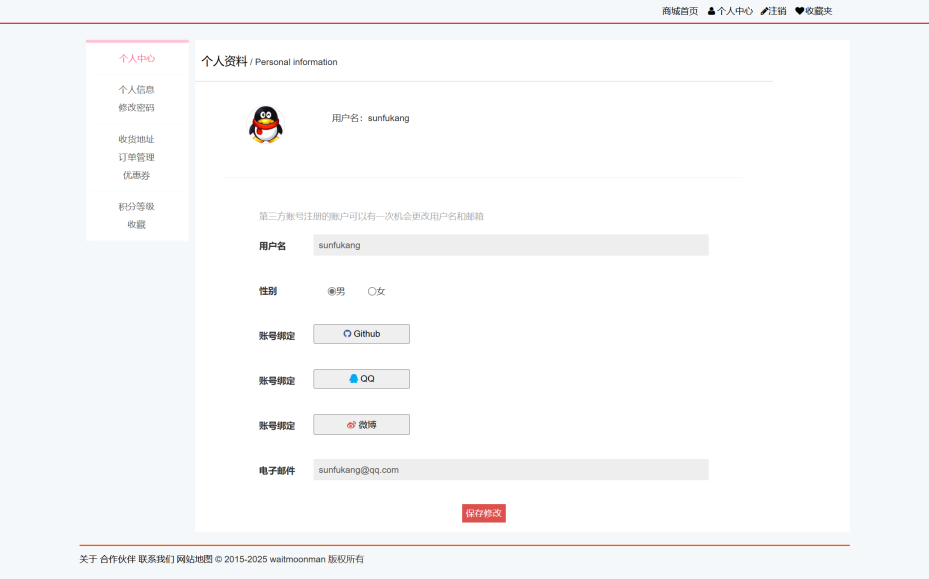 商城首页 个人中心 注销 收藏夹
个人中心
个人信息
修改密码
收货地址
订单管理
优惠券
积分等级
收藏
个人资料 / Personal information
用户名：sunfukang
第三方账号注册的账户可以有一次机会更改用户名和邮箱
用户名 sunfukang
性别 男 女
账号绑定 Github
账号绑定 QQ
账号绑定 微博
电子邮件 sunfukang@qq.com
保存修改
关于 合作伙伴 联系我们 网站地图 © 2015-2025 waitmoonman 版权所有